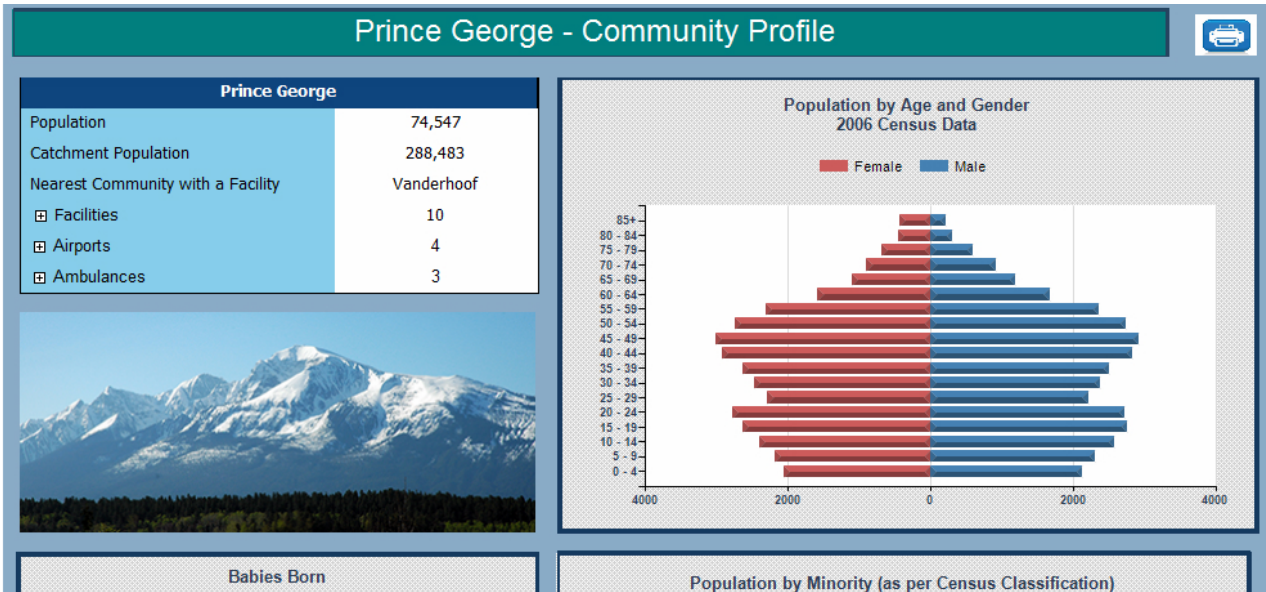 Prince George - Community Profile
Prince George
Population 74,547
Catchment Population 288,483
Nearest Community with a Facility Vanderhoof
Facilities 10
Airports 4
Ambulances 3
Population by Age and Gender
2006 Census Data
Female Male
85+
80 - 84
75 - 79
70 - 74
65 - 69
60 - 64
55 - 59
50 - 54
45 - 49
40 - 44
35 - 39
30 - 34
25 - 29
20 - 24
15 - 19
10 - 14
5 - 9
0 - 4
4000 2000 0 2000 4000
Babies Born
Population by Minority (as per Census Classification)